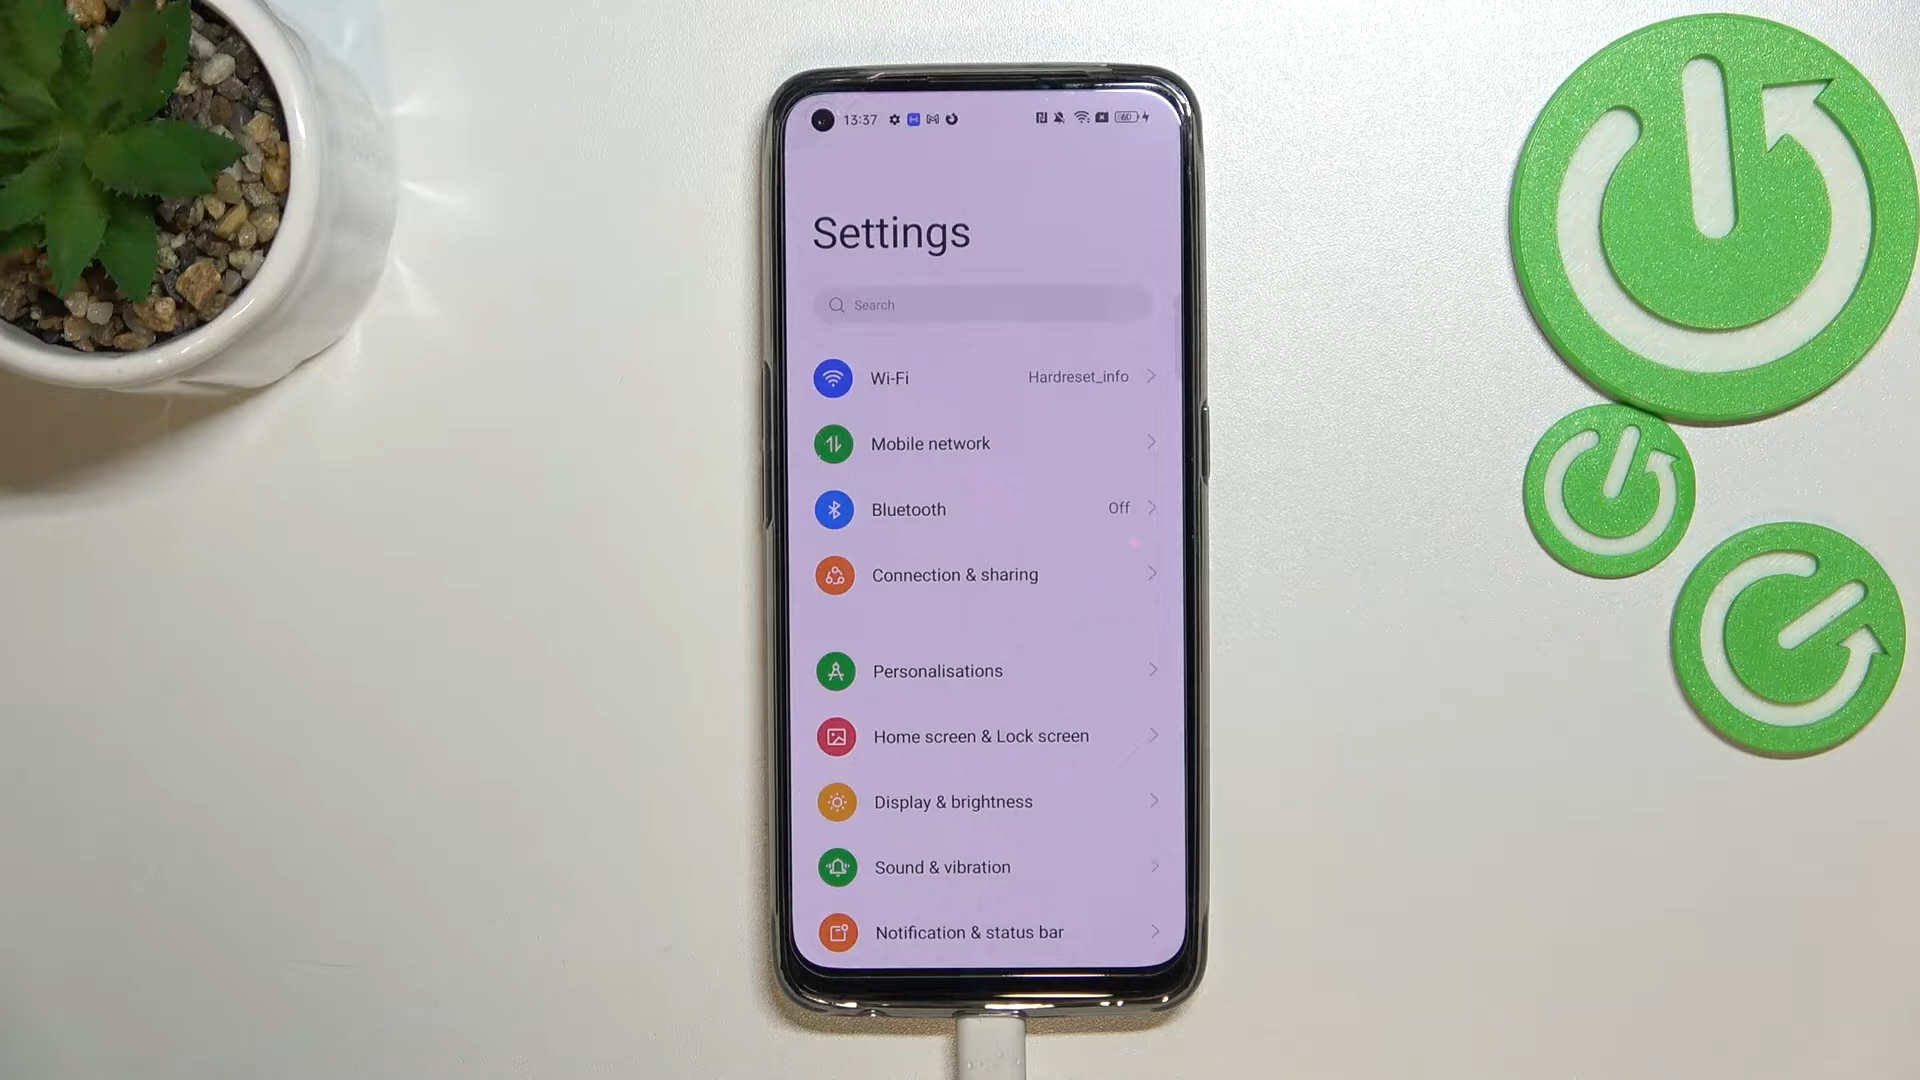 13:37
60
Settings
Search
Wi-Fi Hardreset_info
Mobile network
Bluetooth Off
Connection & sharing
Personalisations
Home screen & Lock screen
Display & brightness
Sound & vibration
Notification & status bar